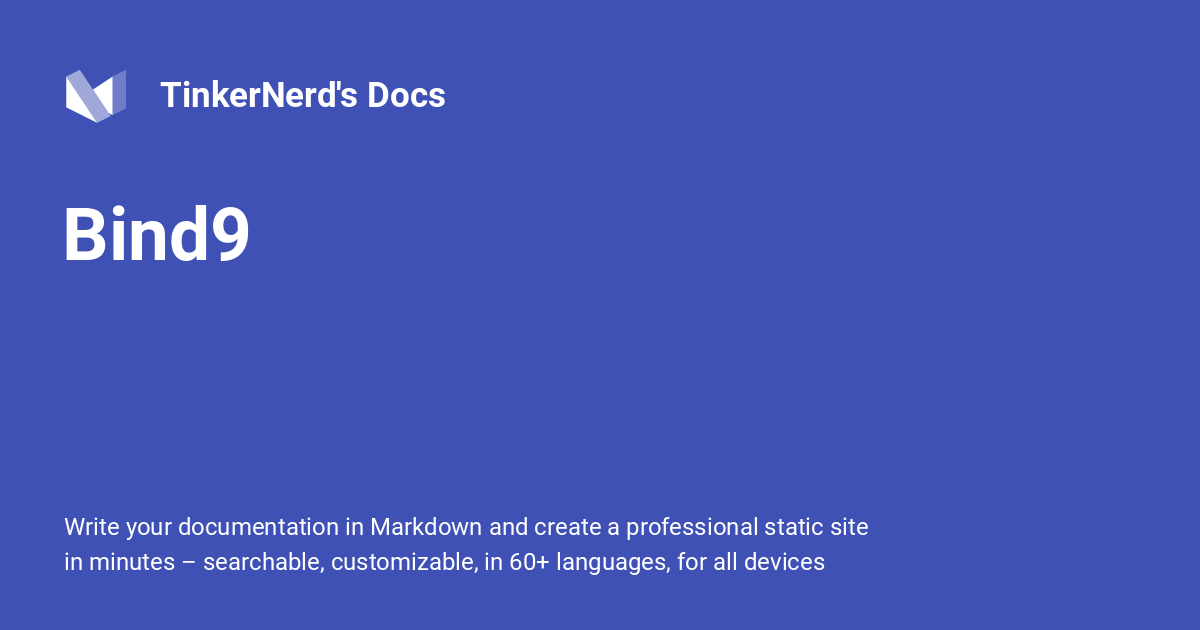 TinkerNerd's Docs
Bind9
Write your documentation in Markdown and create a professional static site
in minutes – searchable, customizable, in 60+ languages, for all devices